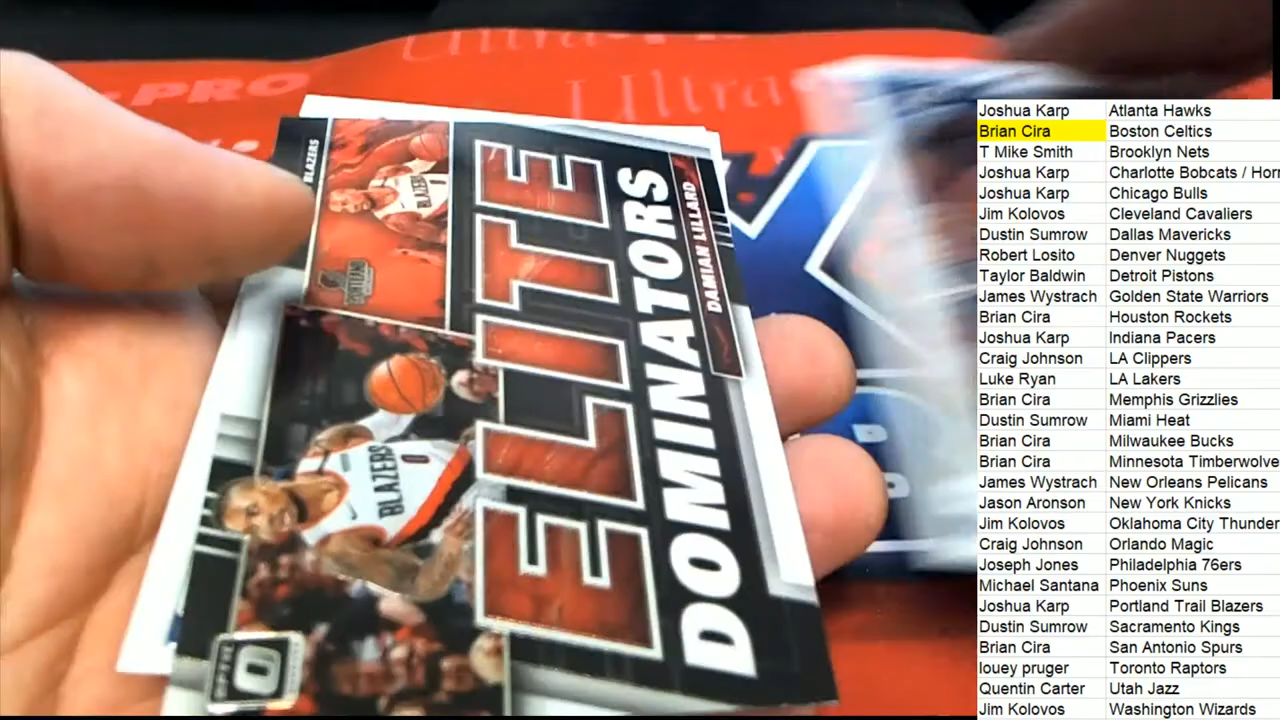 PRO
Ultra
Ultra
BLAZERS
ELITE
DOMINATORS
DAMIAN LILLARD
BLAZERS
0
OPTIC
Joshua Karp Atlanta Hawks
Brian Cira Boston Celtics
T Mike Smith Brooklyn Nets
Joshua Karp Charlotte Bobcats / Horr
Joshua Karp Chicago Bulls
Jim Kolovos Cleveland Cavaliers
Dustin Sumrow Dallas Mavericks
Robert Losito Denver Nuggets
Taylor Baldwin Detroit Pistons
James Wystrach Golden State Warriors
Brian Cira Houston Rockets
Joshua Karp Indiana Pacers
Craig Johnson LA Clippers
Luke Ryan LA Lakers
Brian Cira Memphis Grizzlies
Dustin Sumrow Miami Heat
Brian Cira Milwaukee Bucks
Brian Cira Minnesota Timberwolve
James Wystrach New Orleans Pelicans
Jason Aronson New York Knicks
Jim Kolovos Oklahoma City Thunder
Craig Johnson Orlando Magic
Joseph Jones Philadelphia 76ers
Michael Santana Phoenix Suns
Joshua Karp Portland Trail Blazers
Dustin Sumrow Sacramento Kings
Brian Cira San Antonio Spurs
louey pruger Toronto Raptors
Quentin Carter Utah Jazz
Jim Kolovos Washington Wizards